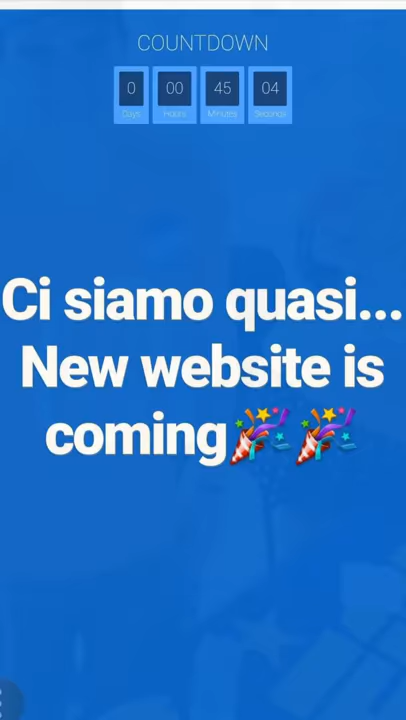 COUNTDOWN
0 00 45 04
Days Hours Minutes Seconds
Ci siamo quasi...
New website is
coming🎉🎉